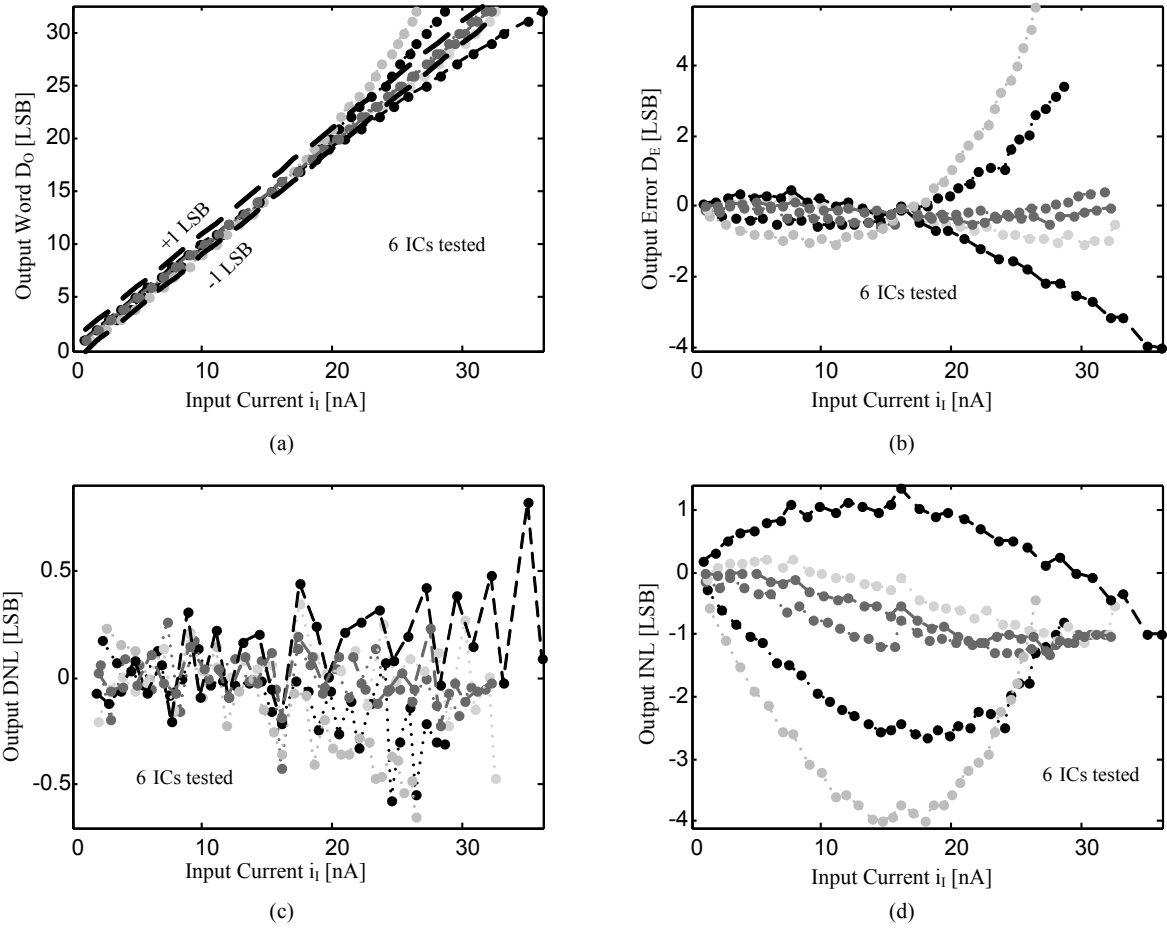 30
25
20
15
10
5
0
Output Word D_O [LSB]
+1 LSB
-1 LSB
6 ICs tested
0 10 20 30
Input Current i_I [nA]
(a)
4
2
0
-2
-4
Output Error D_E [LSB]
6 ICs tested
0 10 20 30
Input Current i_I [nA]
(b)
0.5
0
-0.5
Output DNL [LSB]
6 ICs tested
0 10 20 30
Input Current i_I [nA]
(c)
1
0
-1
-2
-3
-4
Output INL [LSB]
6 ICs tested
0 10 20 30
Input Current i_I [nA]
(d)